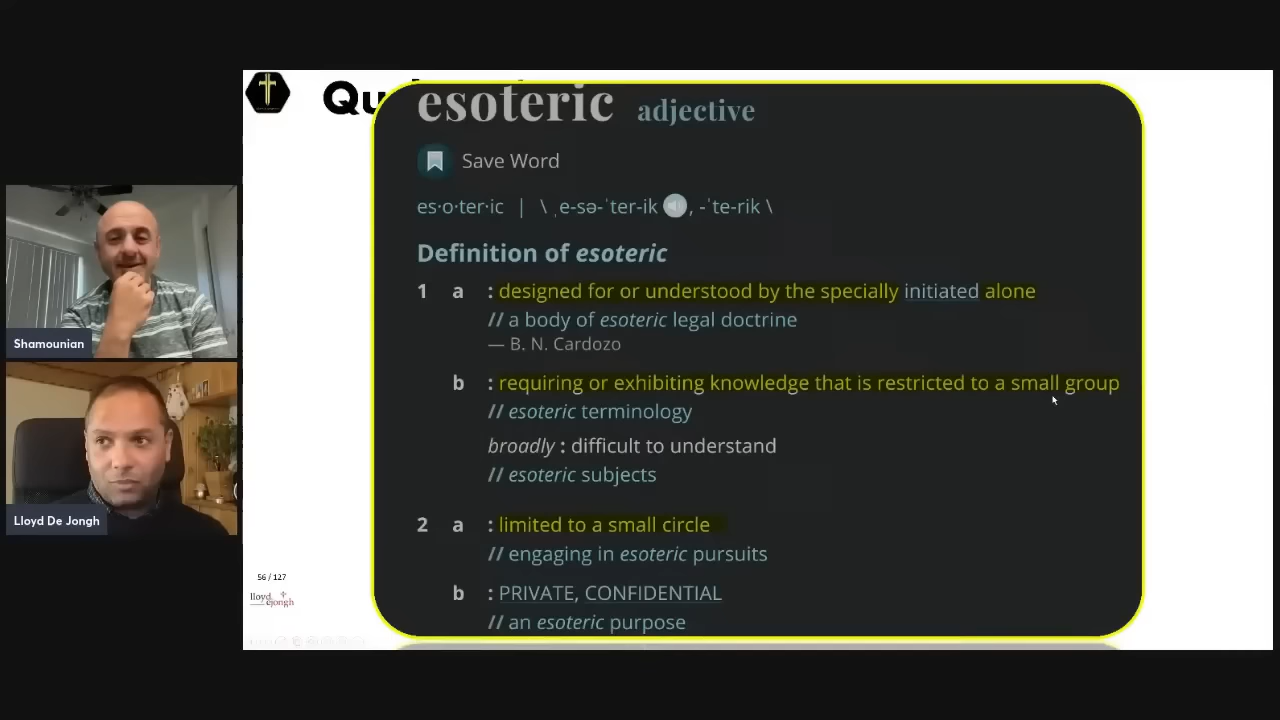 Qu
esoteric adjective
Save Word
es·o·ter·ic | \ ˌe-sə-ˈter-ik , -ˈte-rik \
Definition of esoteric
1 a : designed for or understood by the specially initiated alone
// a body of esoteric legal doctrine
— B. N. Cardozo
b : requiring or exhibiting knowledge that is restricted to a small group
// esoteric terminology
broadly : difficult to understand
// esoteric subjects
2 a : limited to a small circle
// engaging in esoteric pursuits
b : PRIVATE, CONFIDENTIAL
// an esoteric purpose
Shamounian
Lloyd De Jongh
56 / 127
lloyd
dejongh